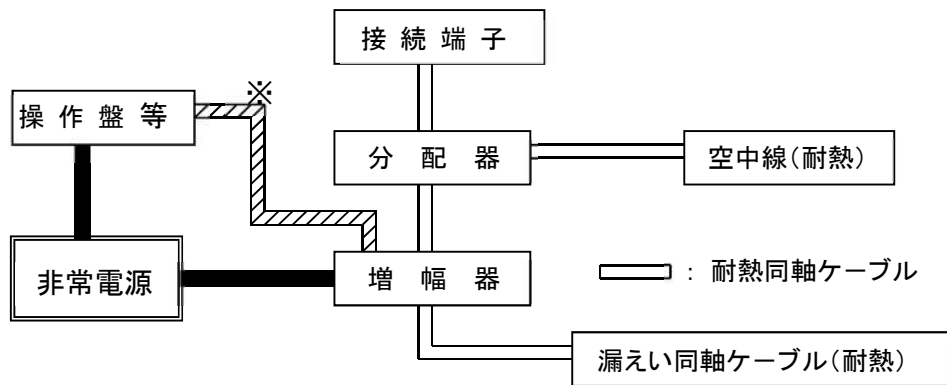 接続端子
※
操作盤等
分配器
空中線(耐熱)
非常電源
増幅器
：耐熱同軸ケーブル
漏えい同軸ケーブル(耐熱)